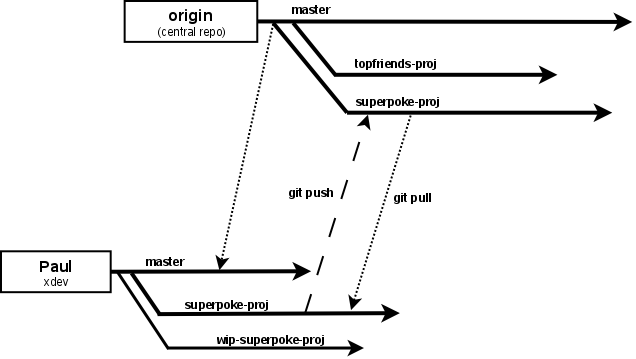 origin
(central repo)
master
topfriends-proj
superpoke-proj
git push
git pull
Paul
xdev
master
superpoke-proj
wip-superpoke-proj